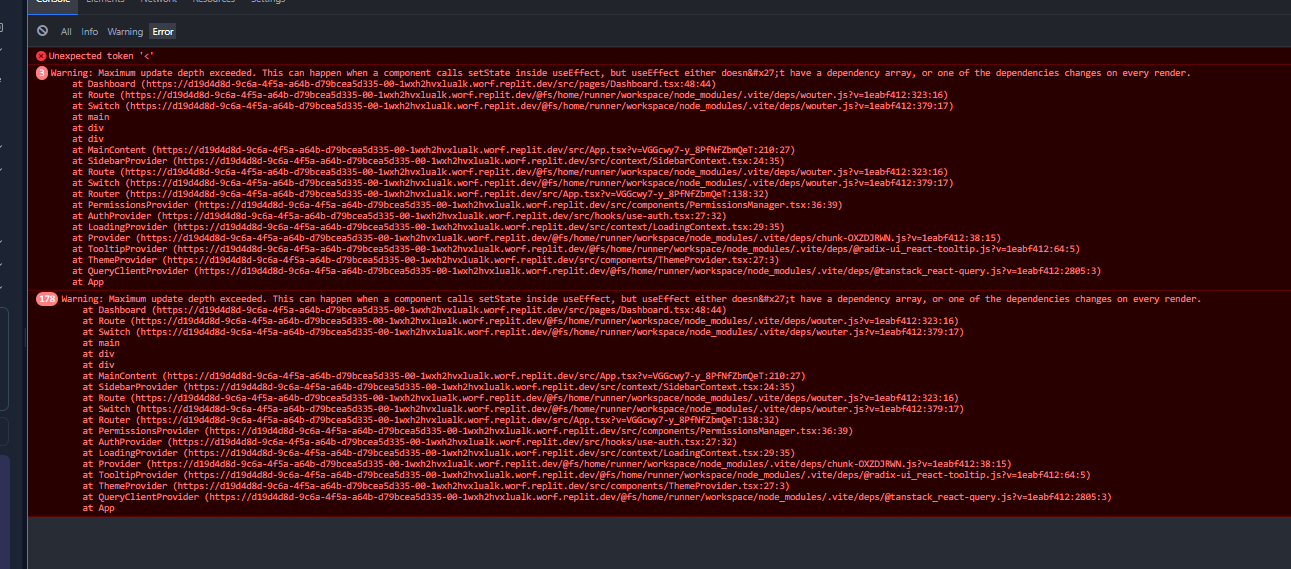 Console Elements Network Resources Settings
All Info Warning Error
Unexpected token '<'
3 Warning: Maximum update depth exceeded. This can happen when a component calls setState inside useEffect, but useEffect either doesn&#x27;t have a dependency array, or one of the dependencies changes on every render.
at Dashboard (https://d19d4d8d-9c6a-4f5a-a64b-d79bcea5d335-00-1wxh2hvxlualk.worf.replit.dev/src/pages/Dashboard.tsx:48:44)
at Route (https://d19d4d8d-9c6a-4f5a-a64b-d79bcea5d335-00-1wxh2hvxlualk.worf.replit.dev/@fs/home/runner/workspace/node_modules/.vite/deps/wouter.js?v=1eabf412:323:16)
at Switch (https://d19d4d8d-9c6a-4f5a-a64b-d79bcea5d335-00-1wxh2hvxlualk.worf.replit.dev/@fs/home/runner/workspace/node_modules/.vite/deps/wouter.js?v=1eabf412:379:17)
at main
at div
at div
at MainContent (https://d19d4d8d-9c6a-4f5a-a64b-d79bcea5d335-00-1wxh2hvxlualk.worf.replit.dev/src/App.tsx?v=VGGcwy7-y_8PfNfZbmQeT:210:27)
at SidebarProvider (https://d19d4d8d-9c6a-4f5a-a64b-d79bcea5d335-00-1wxh2hvxlualk.worf.replit.dev/src/context/SidebarContext.tsx:24:35)
at Route (https://d19d4d8d-9c6a-4f5a-a64b-d79bcea5d335-00-1wxh2hvxlualk.worf.replit.dev/@fs/home/runner/workspace/node_modules/.vite/deps/wouter.js?v=1eabf412:323:16)
at Switch (https://d19d4d8d-9c6a-4f5a-a64b-d79bcea5d335-00-1wxh2hvxlualk.worf.replit.dev/@fs/home/runner/workspace/node_modules/.vite/deps/wouter.js?v=1eabf412:379:17)
at Router (https://d19d4d8d-9c6a-4f5a-a64b-d79bcea5d335-00-1wxh2hvxlualk.worf.replit.dev/src/App.tsx?v=VGGcwy7-y_8PfNfZbmQeT:138:32)
at PermissionsProvider (https://d19d4d8d-9c6a-4f5a-a64b-d79bcea5d335-00-1wxh2hvxlualk.worf.replit.dev/src/components/PermissionsManager.tsx:36:39)
at AuthProvider (https://d19d4d8d-9c6a-4f5a-a64b-d79bcea5d335-00-1wxh2hvxlualk.worf.replit.dev/src/hooks/use-auth.tsx:27:32)
at LoadingProvider (https://d19d4d8d-9c6a-4f5a-a64b-d79bcea5d335-00-1wxh2hvxlualk.worf.replit.dev/src/context/LoadingContext.tsx:29:35)
at Provider (https://d19d4d8d-9c6a-4f5a-a64b-d79bcea5d335-00-1wxh2hvxlualk.worf.replit.dev/@fs/home/runner/workspace/node_modules/.vite/deps/chunk-OXZDJRWN.js?v=1eabf412:38:15)
at TooltipProvider (https://d19d4d8d-9c6a-4f5a-a64b-d79bcea5d335-00-1wxh2hvxlualk.worf.replit.dev/@fs/home/runner/workspace/node_modules/.vite/deps/@radix-ui_react-tooltip.js?v=1eabf412:64:5)
at ThemeProvider (https://d19d4d8d-9c6a-4f5a-a64b-d79bcea5d335-00-1wxh2hvxlualk.worf.replit.dev/src/components/ThemeProvider.tsx:27:3)
at QueryClientProvider (https://d19d4d8d-9c6a-4f5a-a64b-d79bcea5d335-00-1wxh2hvxlualk.worf.replit.dev/@fs/home/runner/workspace/node_modules/.vite/deps/@tanstack_react-query.js?v=1eabf412:2805:3)
at App
178 Warning: Maximum update depth exceeded. This can happen when a component calls setState inside useEffect, but useEffect either doesn&#x27;t have a dependency array, or one of the dependencies changes on every render.
at Dashboard (https://d19d4d8d-9c6a-4f5a-a64b-d79bcea5d335-00-1wxh2hvxlualk.worf.replit.dev/src/pages/Dashboard.tsx:48:44)
at Route (https://d19d4d8d-9c6a-4f5a-a64b-d79bcea5d335-00-1wxh2hvxlualk.worf.replit.dev/@fs/home/runner/workspace/node_modules/.vite/deps/wouter.js?v=1eabf412:323:16)
at Switch (https://d19d4d8d-9c6a-4f5a-a64b-d79bcea5d335-00-1wxh2hvxlualk.worf.replit.dev/@fs/home/runner/workspace/node_modules/.vite/deps/wouter.js?v=1eabf412:379:17)
at main
at div
at div
at MainContent (https://d19d4d8d-9c6a-4f5a-a64b-d79bcea5d335-00-1wxh2hvxlualk.worf.replit.dev/src/App.tsx?v=VGGcwy7-y_8PfNfZbmQeT:210:27)
at SidebarProvider (https://d19d4d8d-9c6a-4f5a-a64b-d79bcea5d335-00-1wxh2hvxlualk.worf.replit.dev/src/context/SidebarContext.tsx:24:35)
at Route (https://d19d4d8d-9c6a-4f5a-a64b-d79bcea5d335-00-1wxh2hvxlualk.worf.replit.dev/@fs/home/runner/workspace/node_modules/.vite/deps/wouter.js?v=1eabf412:323:16)
at Switch (https://d19d4d8d-9c6a-4f5a-a64b-d79bcea5d335-00-1wxh2hvxlualk.worf.replit.dev/@fs/home/runner/workspace/node_modules/.vite/deps/wouter.js?v=1eabf412:379:17)
at Router (https://d19d4d8d-9c6a-4f5a-a64b-d79bcea5d335-00-1wxh2hvxlualk.worf.replit.dev/src/App.tsx?v=VGGcwy7-y_8PfNfZbmQeT:138:32)
at PermissionsProvider (https://d19d4d8d-9c6a-4f5a-a64b-d79bcea5d335-00-1wxh2hvxlualk.worf.replit.dev/src/components/PermissionsManager.tsx:36:39)
at AuthProvider (https://d19d4d8d-9c6a-4f5a-a64b-d79bcea5d335-00-1wxh2hvxlualk.worf.replit.dev/src/hooks/use-auth.tsx:27:32)
at LoadingProvider (https://d19d4d8d-9c6a-4f5a-a64b-d79bcea5d335-00-1wxh2hvxlualk.worf.replit.dev/src/context/LoadingContext.tsx:29:35)
at Provider (https://d19d4d8d-9c6a-4f5a-a64b-d79bcea5d335-00-1wxh2hvxlualk.worf.replit.dev/@fs/home/runner/workspace/node_modules/.vite/deps/chunk-OXZDJRWN.js?v=1eabf412:38:15)
at TooltipProvider (https://d19d4d8d-9c6a-4f5a-a64b-d79bcea5d335-00-1wxh2hvxlualk.worf.replit.dev/@fs/home/runner/workspace/node_modules/.vite/deps/@radix-ui_react-tooltip.js?v=1eabf412:64:5)
at ThemeProvider (https://d19d4d8d-9c6a-4f5a-a64b-d79bcea5d335-00-1wxh2hvxlualk.worf.replit.dev/src/components/ThemeProvider.tsx:27:3)
at QueryClientProvider (https://d19d4d8d-9c6a-4f5a-a64b-d79bcea5d335-00-1wxh2hvxlualk.worf.replit.dev/@fs/home/runner/workspace/node_modules/.vite/deps/@tanstack_react-query.js?v=1eabf412:2805:3)
at App